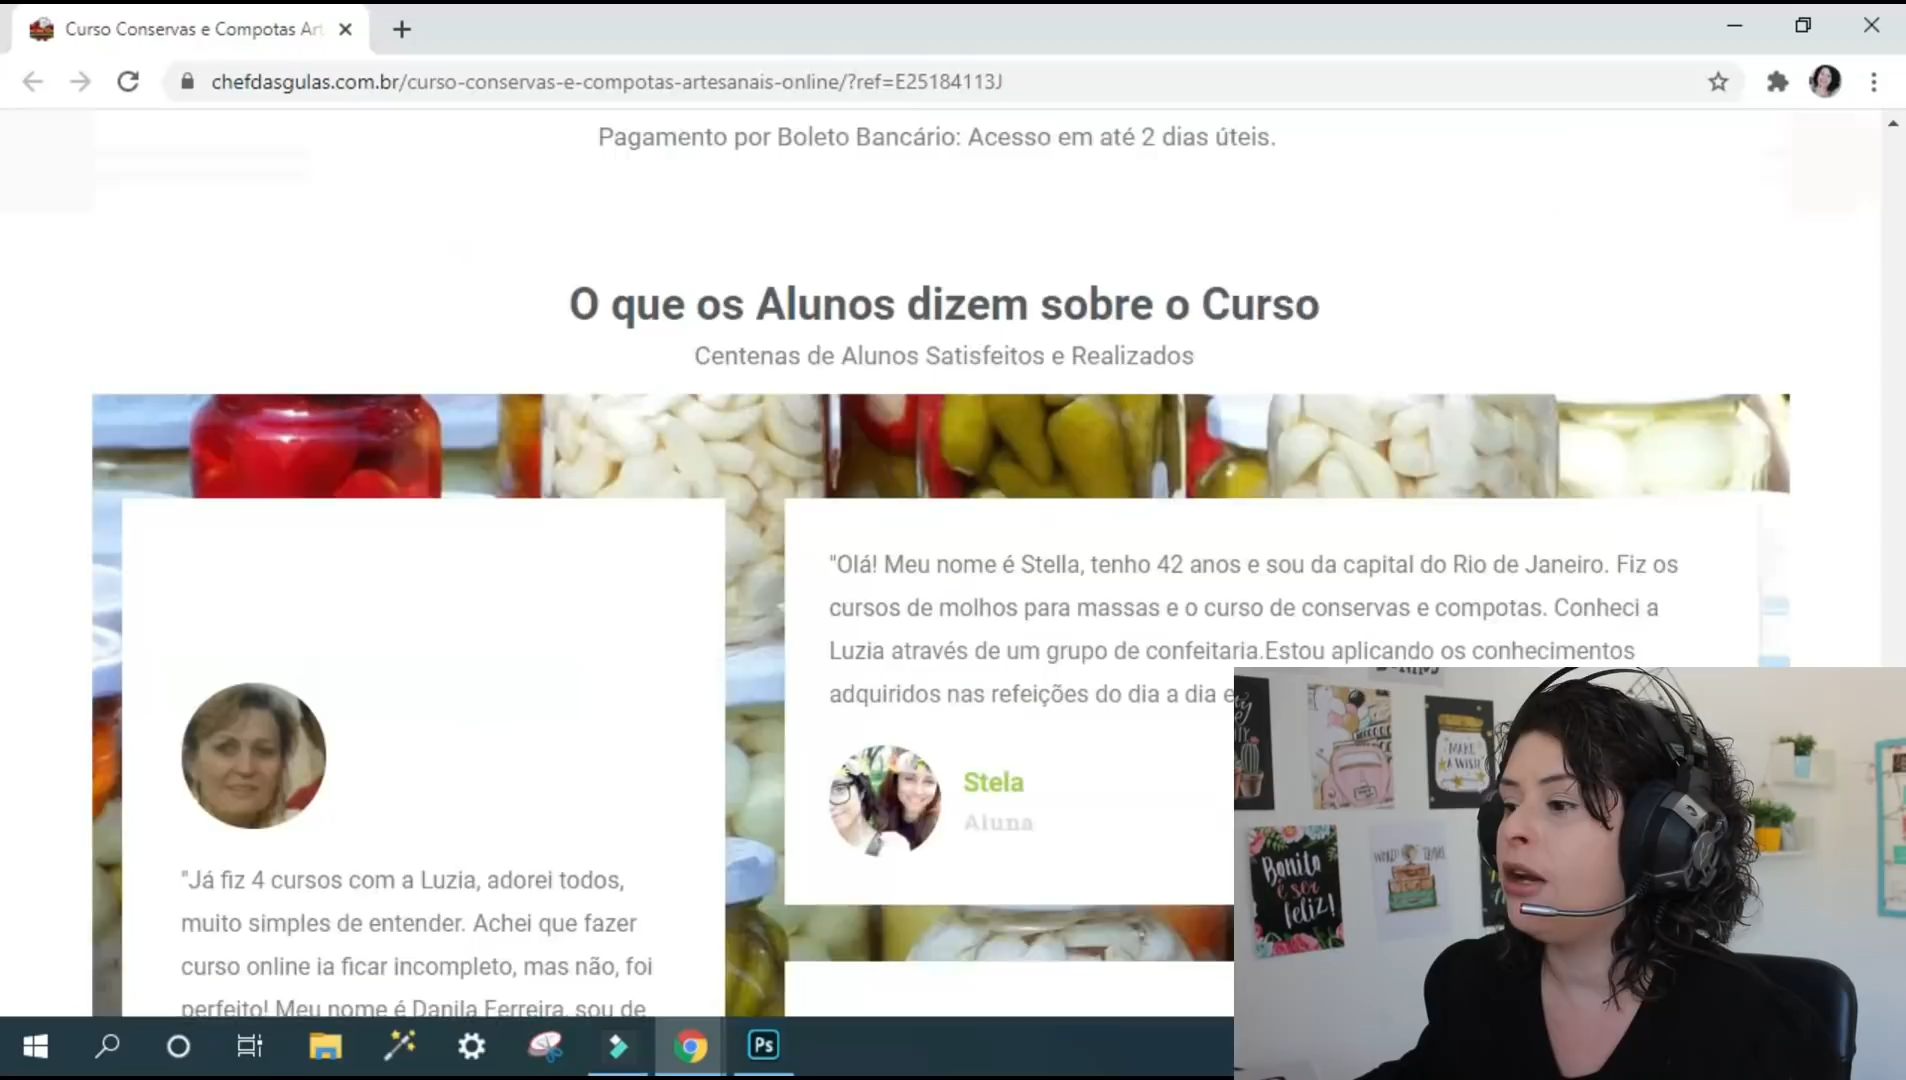 Curso Conservas e Compotas Art
chefdasgulas.com.br/curso-conservas-e-compotas-artesanais-online/?ref=E25184113J
Pagamento por Boleto Bancário: Acesso em até 2 dias úteis.
O que os Alunos dizem sobre o Curso
Centenas de Alunos Satisfeitos e Realizados
"Olá! Meu nome é Stella, tenho 42 anos e sou da capital do Rio de Janeiro. Fiz os
cursos de molhos para massas e o curso de conservas e compotas. Conheci a
Luzia através de um grupo de confeitaria.Estou aplicando os conhecimentos
adquiridos nas refeições do dia a dia e
Stela
Aluna
"Já fiz 4 cursos com a Luzia, adorei todos,
muito simples de entender. Achei que fazer
curso online ia ficar incompleto, mas não, foi
perfeito! Meu nome é Danila Ferreira, sou de
Ps
MAKE
A WISH
Bonita
é ser
feliz!